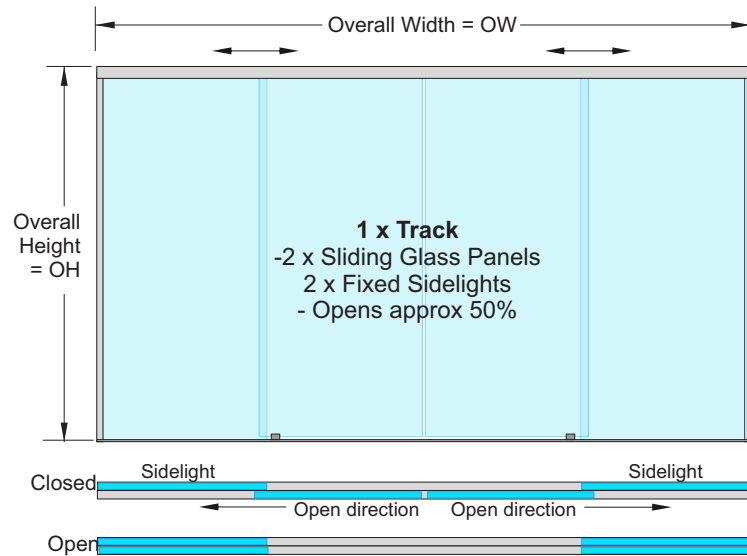 Overall Width = OW
Overall
Height
= OH
1 x Track
-2 x Sliding Glass Panels
2 x Fixed Sidelights
- Opens approx 50%
Closed
Sidelight
Sidelight
Open direction
Open direction
Open